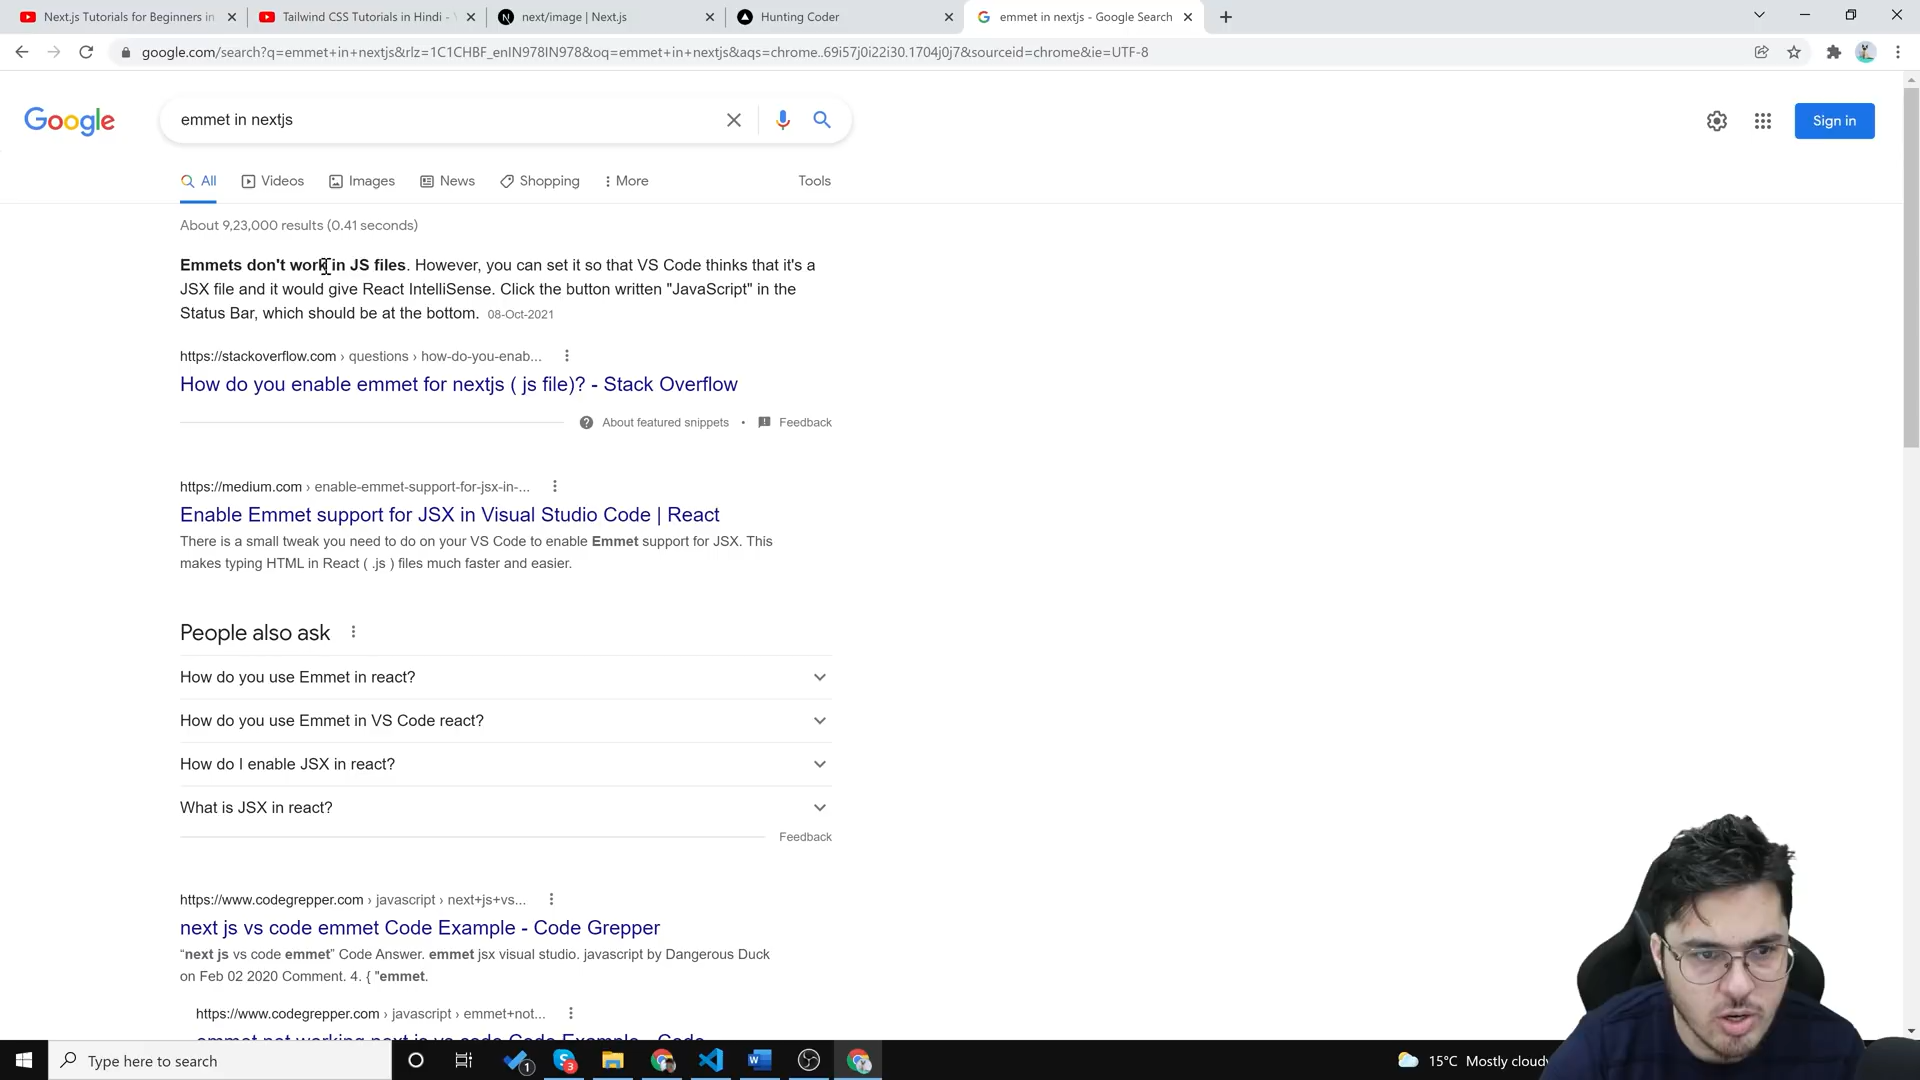 Next.js Tutorials for Beginners in
Tailwind CSS Tutorials in Hindi -
next/image | Next.js
Hunting Coder
emmet in nextjs - Google Search
google.com/search?q=emmet+in+nextjs&rlz=1C1CHBF_enIN978IN978&oq=emmet+in+nextjs&aqs=chrome..69i57j0i22i30.1704j0j7&sourceid=chrome&ie=UTF-8
Google
emmet in nextjs
Sign in
All
Videos
Images
News
Shopping
More
Tools
About 9,23,000 results (0.41 seconds)
Emmets don't work in JS files. However, you can set it so that VS Code thinks that it's a
JSX file and it would give React IntelliSense. Click the button written "JavaScript" in the
Status Bar, which should be at the bottom. 08-Oct-2021
https://stackoverflow.com › questions › how-do-you-enab...
How do you enable emmet for nextjs ( js file)? - Stack Overflow
About featured snippets • Feedback
https://medium.com › enable-emmet-support-for-jsx-in-...
Enable Emmet support for JSX in Visual Studio Code | React
There is a small tweak you need to do on your VS Code to enable Emmet support for JSX. This
makes typing HTML in React ( .js ) files much faster and easier.
People also ask
How do you use Emmet in react?
How do you use Emmet in VS Code react?
How do I enable JSX in react?
What is JSX in react?
Feedback
https://www.codegrepper.com › javascript › next+js+vs...
next js vs code emmet Code Example - Code Grepper
“next js vs code emmet” Code Answer. emmet jsx visual studio. javascript by Dangerous Duck
on Feb 02 2020 Comment. 4. { "emmet.
https://www.codegrepper.com › javascript › emmet+not...
emmet not working next js vs code Code Example - Code
Type here to search
1
3
15°C Mostly cloudy